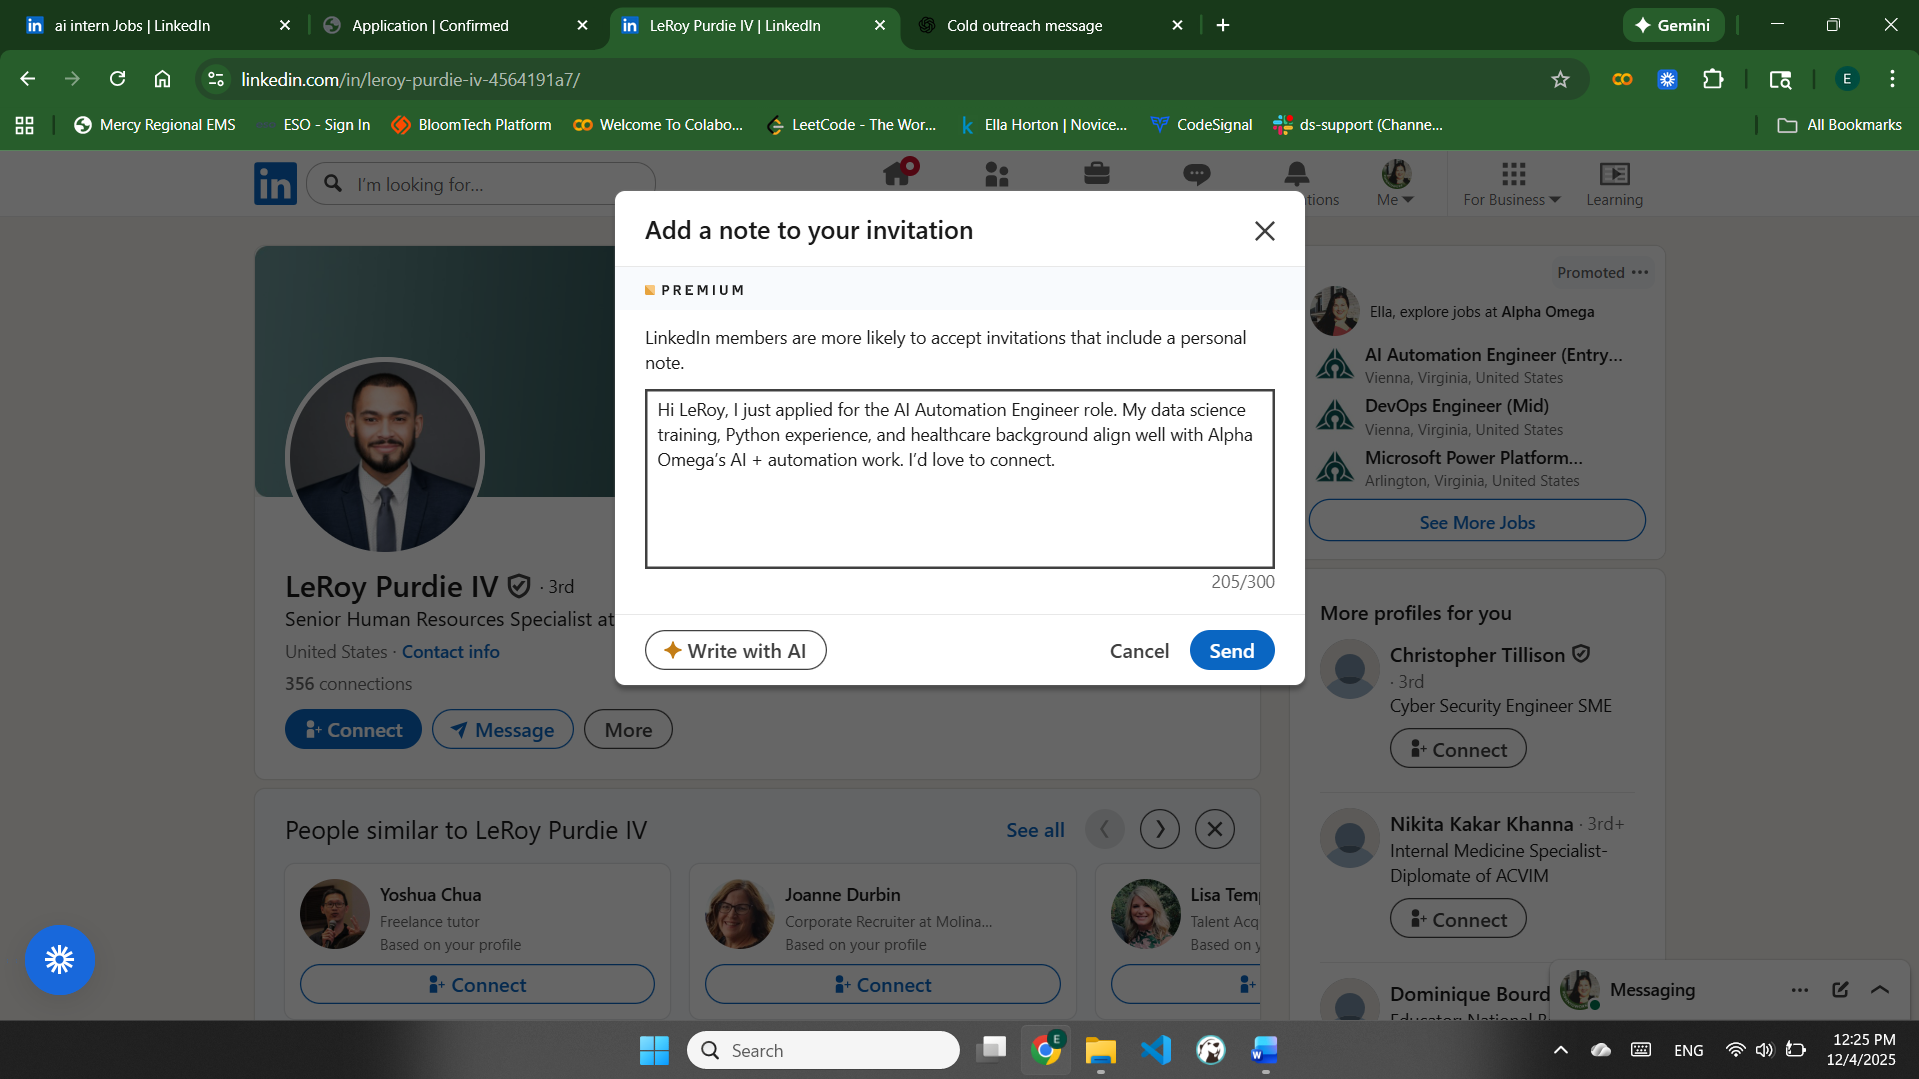 ai intern Jobs | LinkedIn
Application | Confirmed
LeRoy Purdie IV | LinkedIn
Cold outreach message
Gemini
linkedin.com/in/leroy-purdie-iv-4564191a7/
E
Mercy Regional EMS
ESO - Sign In
BloomTech Platform
Welcome To Colabo...
LeetCode - The Wor...
Ella Horton | Novice...
CodeSignal
ds-support (Channe...
All Bookmarks
in
I'm looking for...
tions
Me
For Business
Learning
Add a note to your invitation
PREMIUM
LinkedIn members are more likely to accept invitations that include a personal
note.
Hi LeRoy, I just applied for the AI Automation Engineer role. My data science
training, Python experience, and healthcare background align well with Alpha
Omega’s AI + automation work. I’d love to connect.
205/300
Write with AI
Cancel
Send
LeRoy Purdie IV · 3rd
Senior Human Resources Specialist at
United States · Contact info
356 connections
Connect
Message
More
People similar to LeRoy Purdie IV
See all
Yoshua Chua
Freelance tutor
Based on your profile
Connect
Joanne Durbin
Corporate Recruiter at Molina...
Based on your profile
Connect
Lisa Tem
Talent Acq
Based on y
Promoted
Ella, explore jobs at Alpha Omega
AI Automation Engineer (Entry...
Vienna, Virginia, United States
DevOps Engineer (Mid)
Vienna, Virginia, United States
Microsoft Power Platform...
Arlington, Virginia, United States
See More Jobs
More profiles for you
Christopher Tillison
· 3rd
Cyber Security Engineer SME
Connect
Nikita Kakar Khanna · 3rd+
Internal Medicine Specialist-
Diplomate of ACVIM
Connect
Dominique Bourd
Messaging
Search
E
W
ENG
12:25 PM
12/4/2025